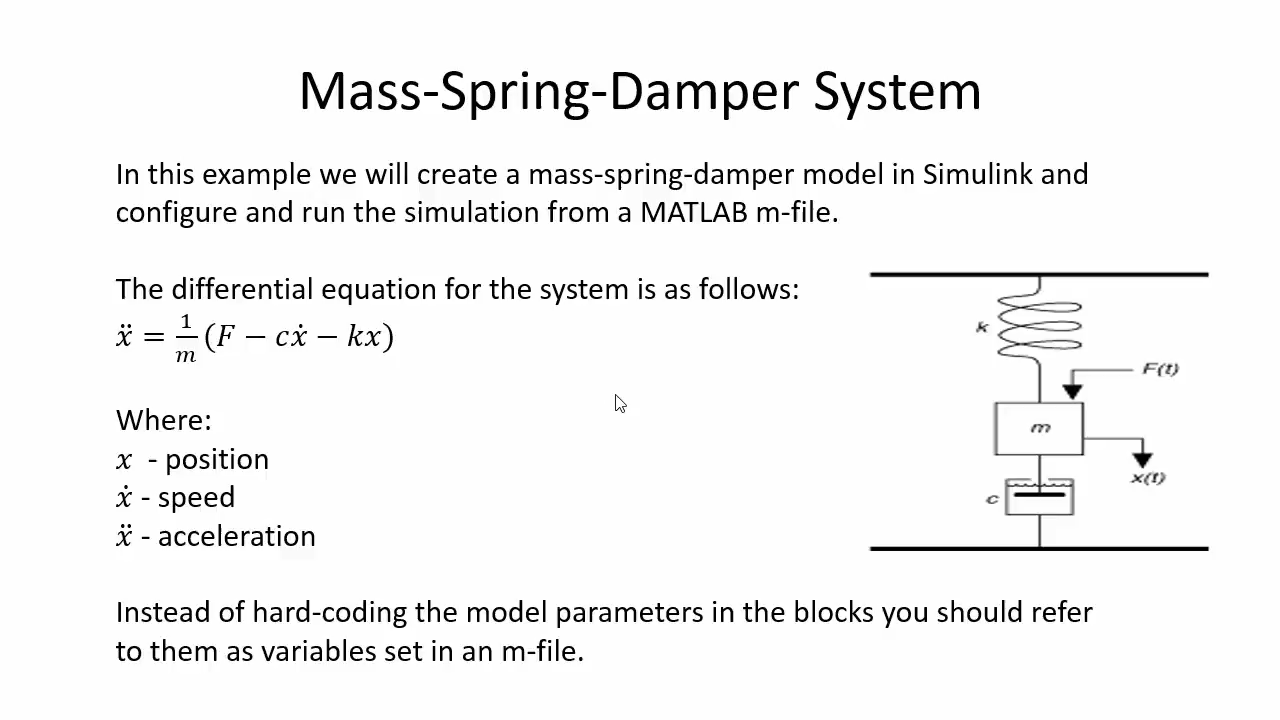 Mass-Spring-Damper System
In this example we will create a mass-spring-damper model in Simulink and
configure and run the simulation from a MATLAB m-file.
The differential equation for the system is as follows:
ẍ = 1/m (F − cẋ − kx)
Where:
x - position
ẋ - speed
ẍ - acceleration
k
F(t)
m
x(t)
c
Instead of hard-coding the model parameters in the blocks you should refer
to them as variables set in an m-file.